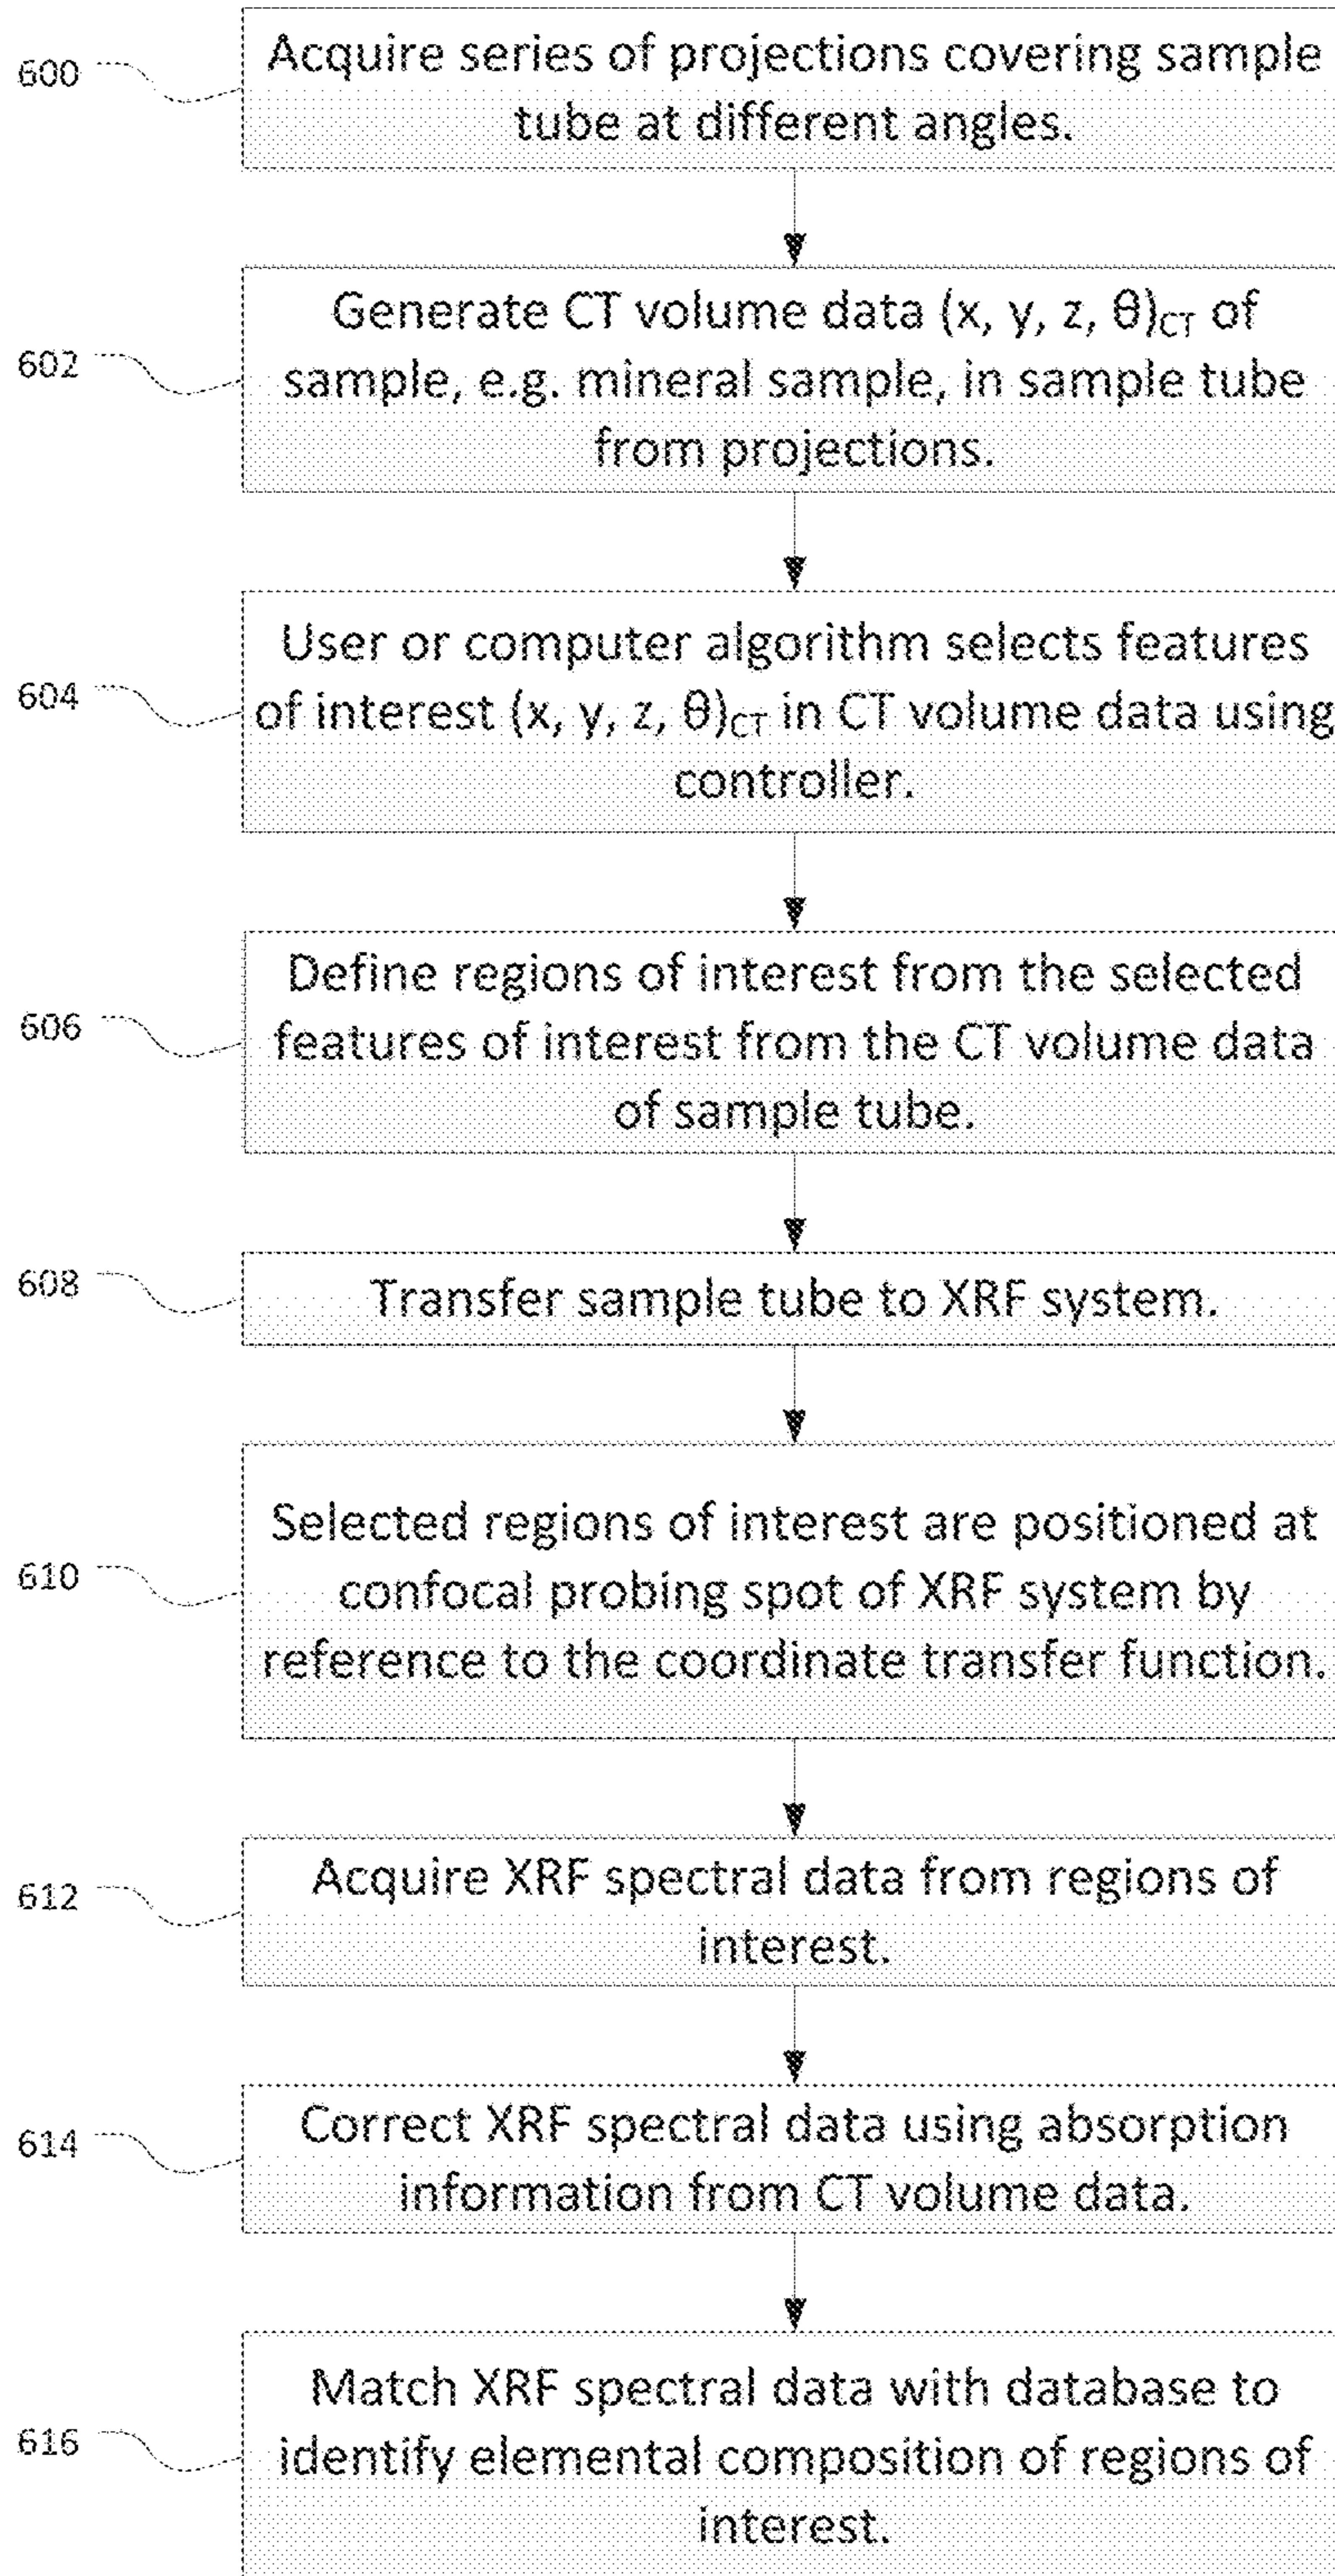 600
Acquire series of projections covering sample
tube at different angles.
602
Generate CT volume data (x, y, z, θ)CT of
sample, e.g. mineral sample, in sample tube
from projections.
604
User or computer algorithm selects features
of interest (x, y, z, θ)CT in CT volume data using
controller.
606
Define regions of interest from the selected
features of interest from the CT volume data
of sample tube.
608
Transfer sample tube to XRF system.
610
Selected regions of interest are positioned at
confocal probing spot of XRF system by
reference to the coordinate transfer function.
612
Acquire XRF spectral data from regions of
interest.
614
Correct XRF spectral data using absorption
information from CT volume data.
616
Match XRF spectral data with database to
identify elemental composition of regions of
interest.